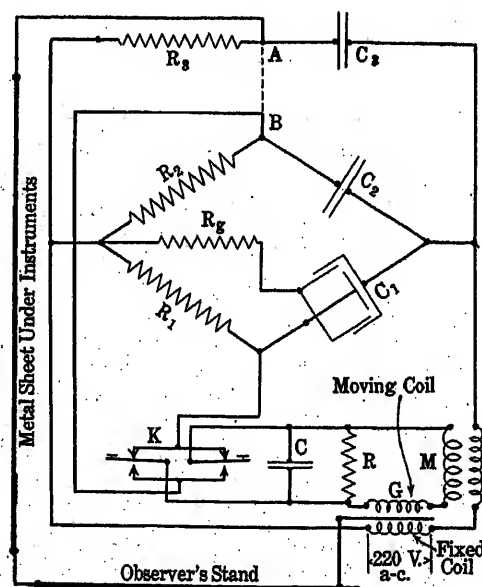 R3
A
C3
B
R2
C2
Rg
C1
R1
Metal Sheet Under Instruments
Moving Coil
K
C
R
M
G
Fixed
Coil
220 V.
a-c.
Observer's Stand